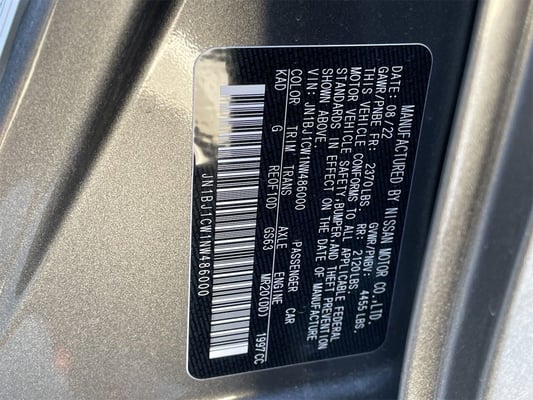 MANUFACTURED BY NISSAN MOTOR CO.,LTD.
DATE: 08/22 GVWR/PNBV: 4455 LBS
GAWR/PNBE FR: 2370LBS. RR: 2120LBS.
THIS VEHICLE CONFORMS TO ALL APPLICABLE FEDERAL
MOTOR VEHICLE SAFETY,BUMPER,AND THEFT PREVENTION
STANDARDS IN EFFECT ON THE DATE OF MANUFACTURE
SHOWN ABOVE.
VIN: JN1BJ1CW1NW486000 PASSENGER CAR
COLOR TRIM TRANS AXLE ENGINE
KAD G RE0F10D GS63 MR20(DD) 1997CC
JN1BJ1CW1NW486000